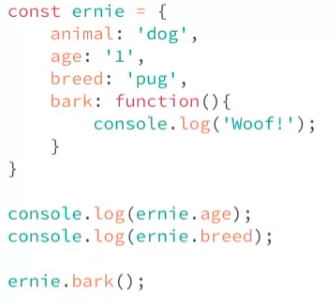 const ernie = {
    animal: 'dog',
    age: '1',
    breed: 'pug',
    bark: function(){
        console.log('Woof!');
    }
}

console.log(ernie.age);
console.log(ernie.breed);

ernie.bark();